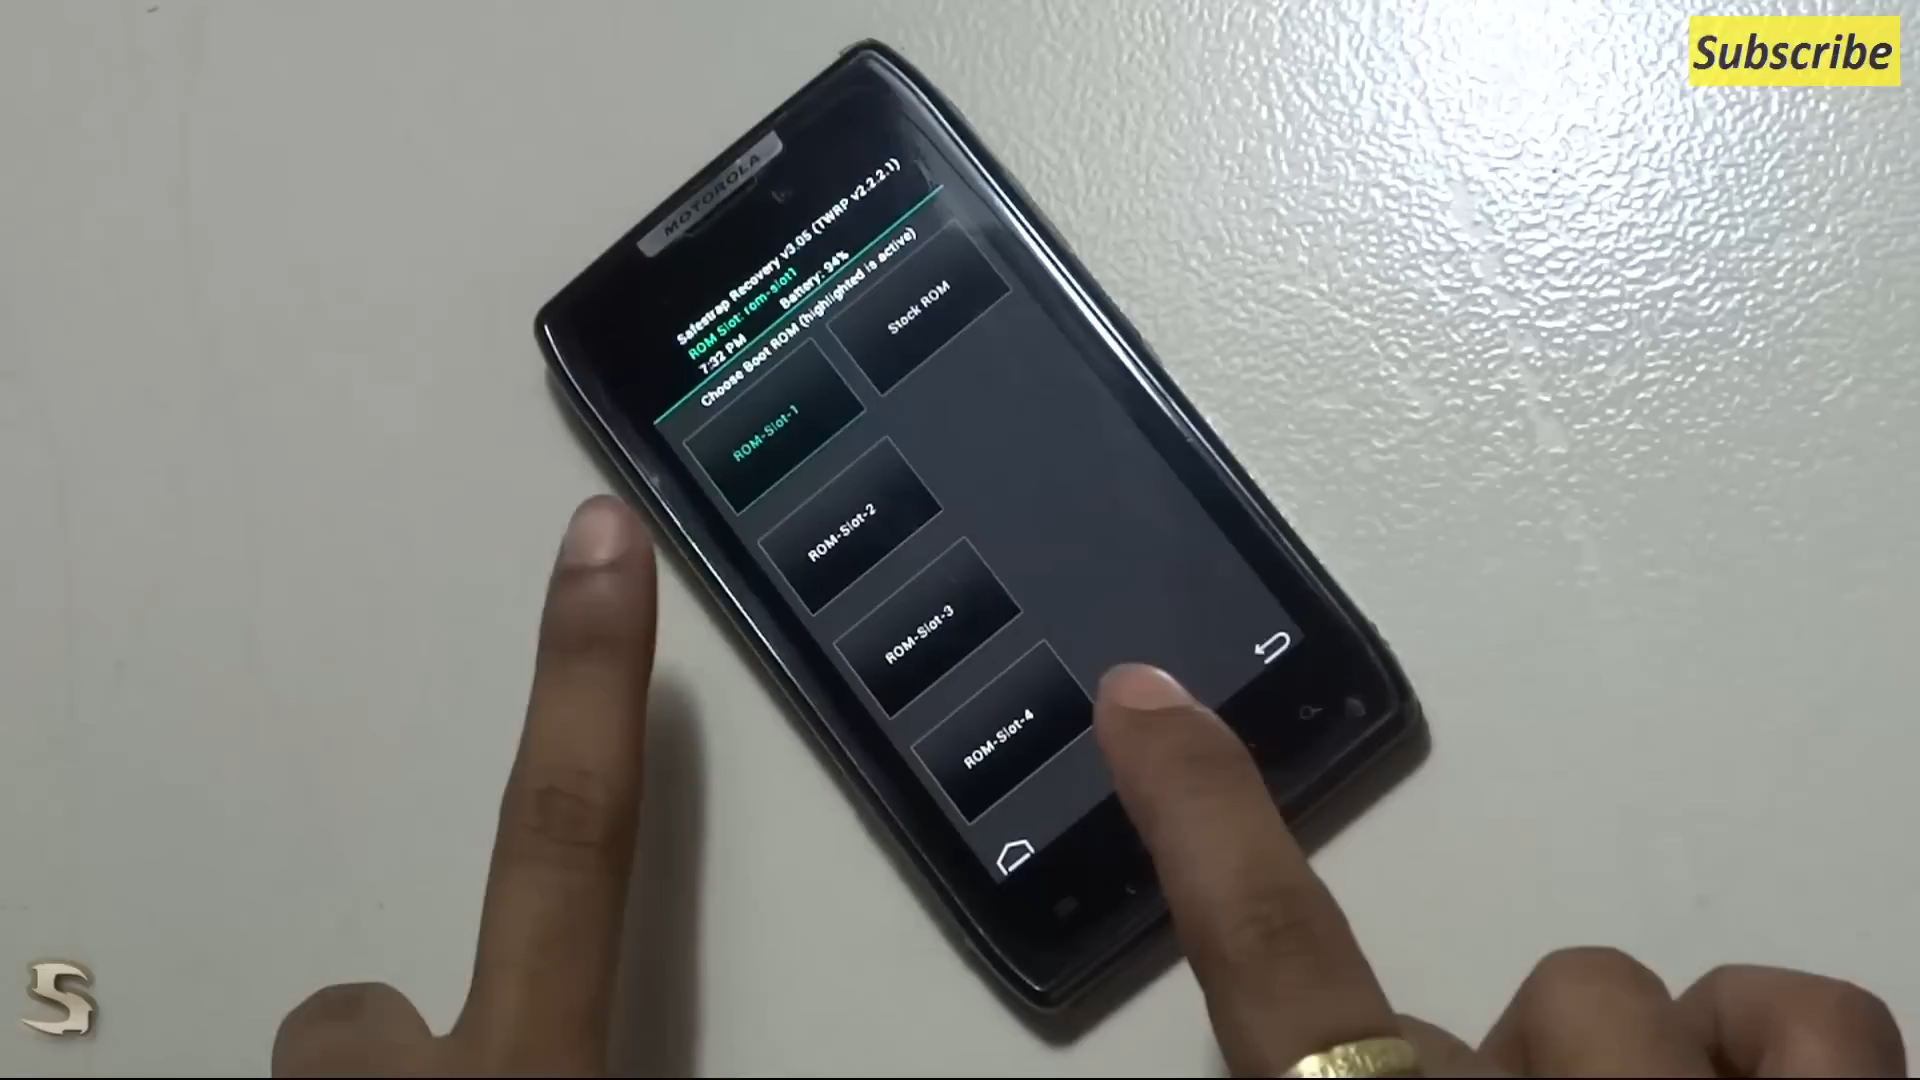 Subscribe
MOTOROLA
Safestrap Recovery v3.05 (TWRP v2.2.2.1)
ROM Slot: rom-slot1
7:32 PM Battery: 94%
Choose Boot ROM (highlighted is active)
ROM-Slot-1
Stock ROM
ROM-Slot-2
ROM-Slot-3
ROM-Slot-4
S